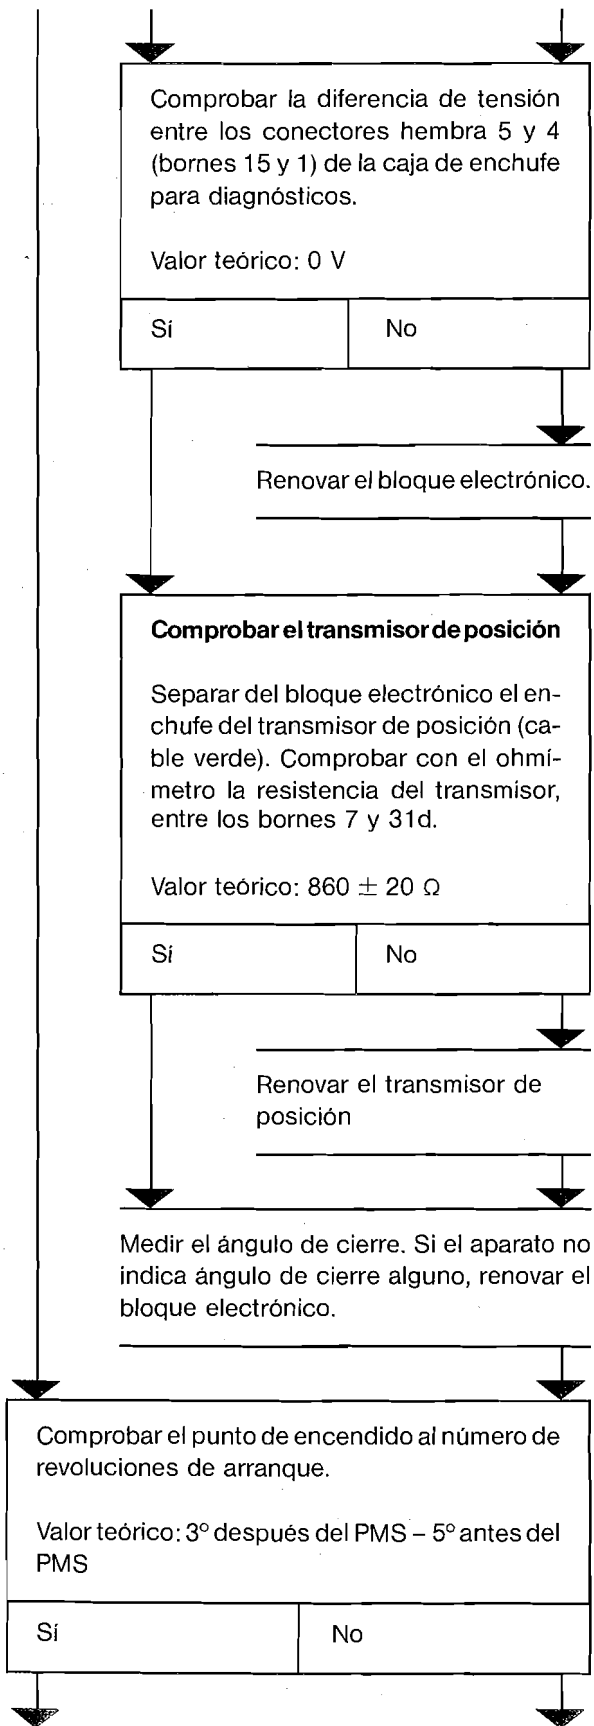 Comprobar la diferencia de tensión
entre los conectores hembra 5 y 4
(bornes 15 y 1) de la caja de enchufe
para diagnósticos.
Valor teórico: 0 V
Sí
No
Renovar el bloque electrónico.
Comprobar el transmisor de posición
Separar del bloque electrónico el en-
chufe del transmisor de posición (ca-
ble verde). Comprobar con el ohmí-
metro la resistencia del transmisor,
entre los bornes 7 y 31d.
Valor teórico: 860 ± 20 Ω
Sí
No
Renovar el transmisor de
posición
Medir el ángulo de cierre. Si el aparato no
indica ángulo de cierre alguno, renovar el
bloque electrónico.
Comprobar el punto de encendido al número de
revoluciones de arranque.
Valor teórico: 3° después del PMS – 5° antes del
PMS
Sí
No